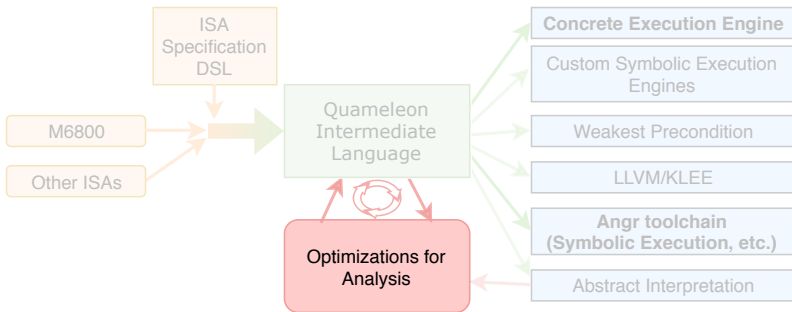 ISA
Specification
DSL
M6800
Other ISAs
Quameleon
Intermediate
Language
Optimizations for
Analysis
Concrete Execution Engine
Custom Symbolic Execution
Engines
Weakest Precondition
LLVM/KLEE
Angr toolchain
(Symbolic Execution, etc.)
Abstract Interpretation